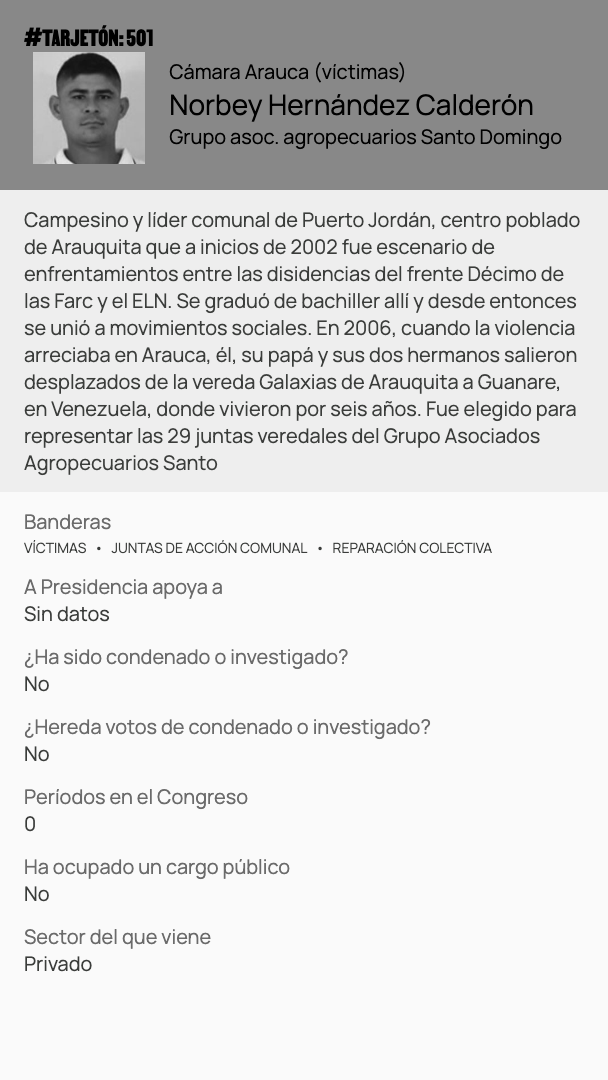 #TARJETÓN: 501
Cámara Arauca (víctimas)
Norbey Hernández Calderón
Grupo asoc. agropecuarios Santo Domingo
Campesino y líder comunal de Puerto Jordán, centro poblado
de Arauquita que a inicios de 2002 fue escenario de
enfrentamientos entre las disidencias del frente Décimo de
las Farc y el ELN. Se graduó de bachiller allí y desde entonces
se unió a movimientos sociales. En 2006, cuando la violencia
arreciaba en Arauca, él, su papá y sus dos hermanos salieron
desplazados de la vereda Galaxias de Arauquita a Guanare,
en Venezuela, donde vivieron por seis años. Fue elegido para
representar las 29 juntas veredales del Grupo Asociados
Agropecuarios Santo
Banderas
VÍCTIMAS • JUNTAS DE ACCIÓN COMUNAL • REPARACIÓN COLECTIVA
A Presidencia apoya a
Sin datos
¿Ha sido condenado o investigado?
No
¿Hereda votos de condenado o investigado?
No
Períodos en el Congreso
0
Ha ocupado un cargo público
No
Sector del que viene
Privado